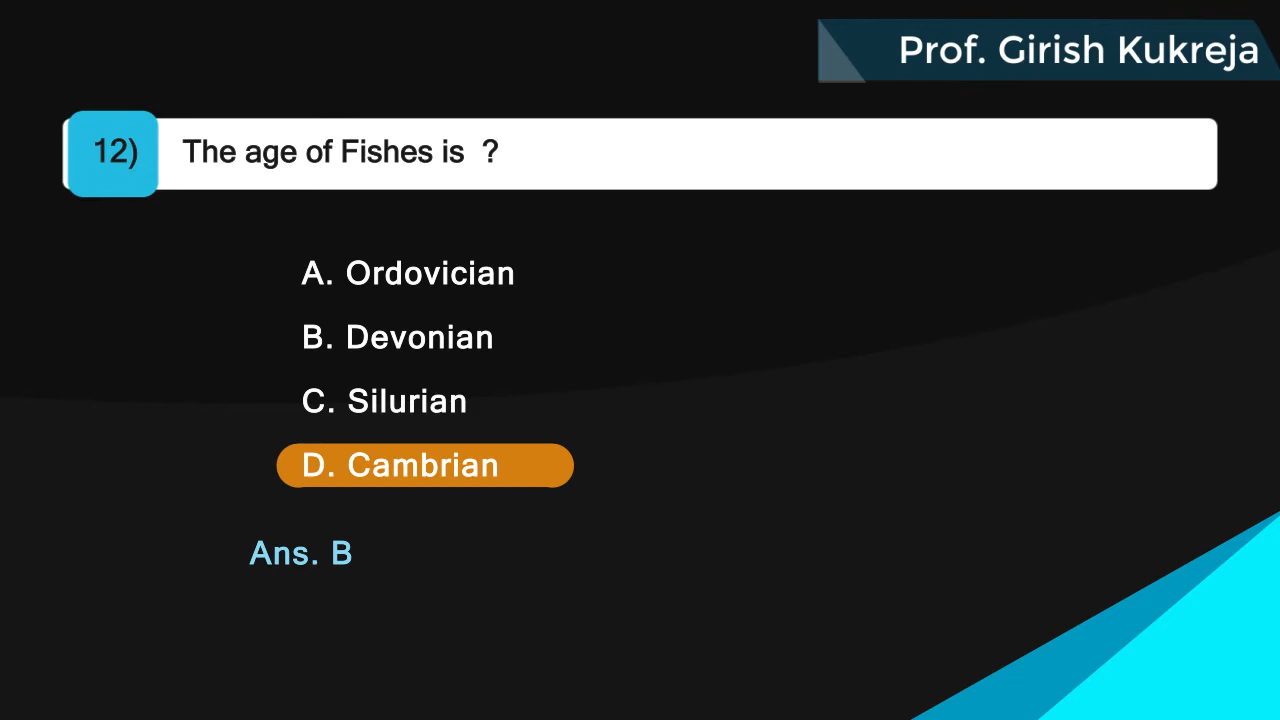 Prof. Girish Kukreja
12) The age of Fishes is ?
A. Ordovician
B. Devonian
C. Silurian
D. Cambrian
Ans. B